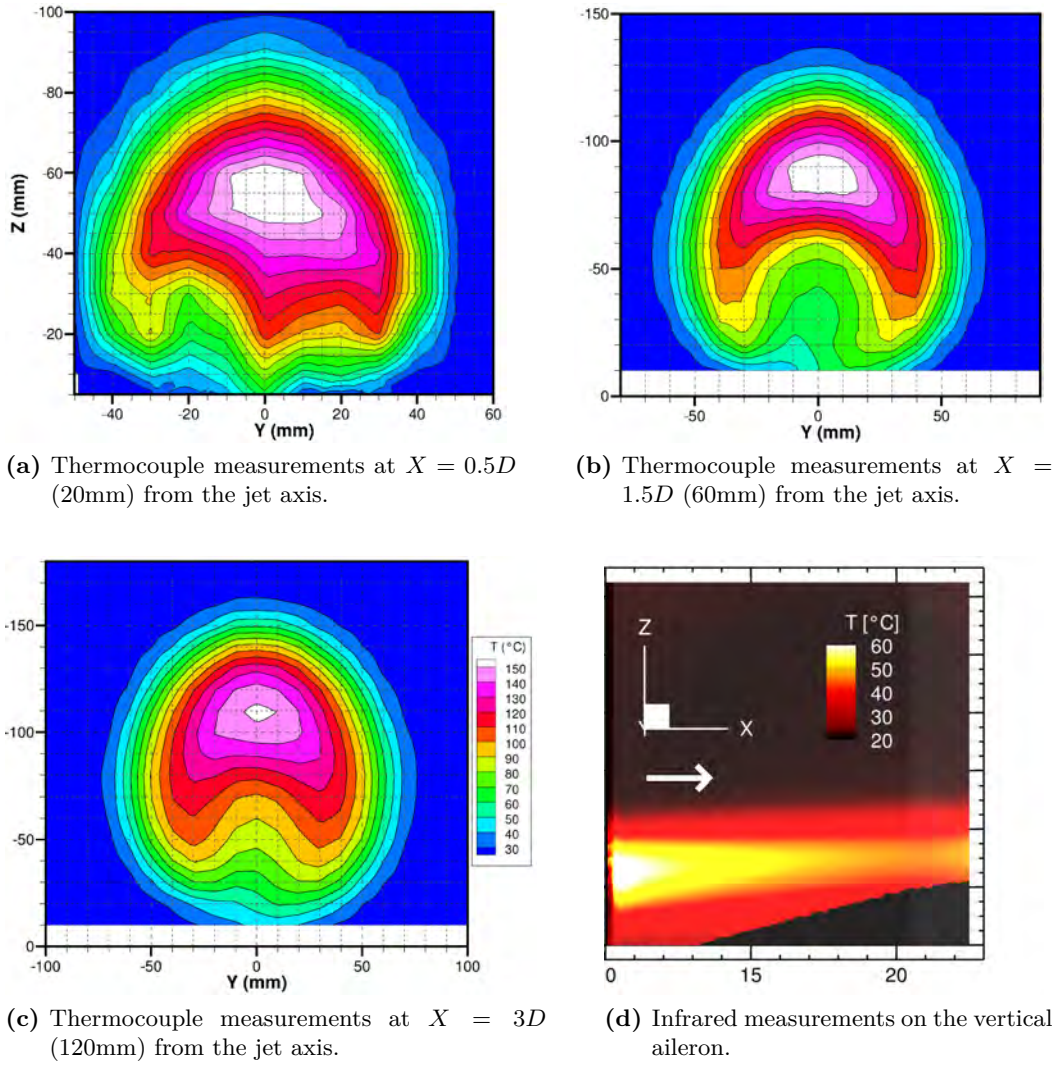 -100
-80
-60
-40
-20
Z (mm)
-40
-20
0
20
40
60
Y (mm)
-150
-100
-50
0
-50
0
50
Y (mm)
(a) Thermocouple measurements at X = 0.5D
(20mm) from the jet axis.
(b) Thermocouple measurements at X =
1.5D (60mm) from the jet axis.
-150
-100
-50
0
-100
-50
0
50
100
Y (mm)
T (°C)
150
140
130
120
110
100
90
80
70
60
50
40
30
Z
Y
X
T [°C]
60
50
40
30
20
0
15
20
(c) Thermocouple measurements at X = 3D
(120mm) from the jet axis.
(d) Infrared measurements on the vertical
aileron.